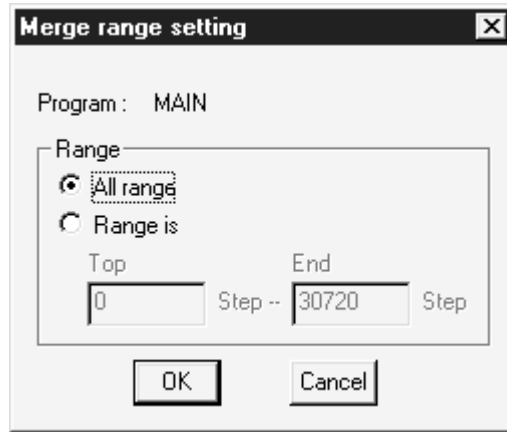 Merge range setting
Program : MAIN
Range
All range
Range is
Top End
0 Step -- 30720 Step
OK Cancel